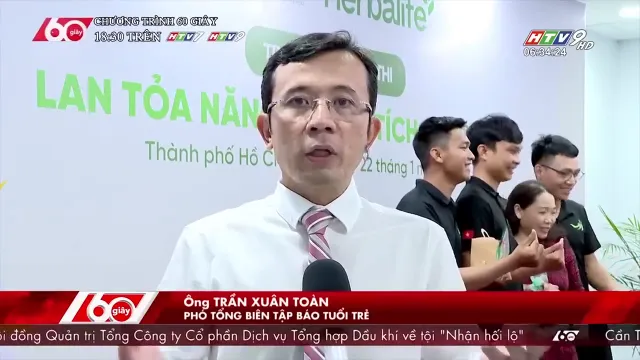 60 giây
CHƯƠNG TRÌNH 60 GIÂY
18:30 TRÊN HTV7 HTV9
Herbalife
HTV9 HD
06:34:24
THI
LAN TỎA NĂN TÍCH
Thành phố Hồ C 22 tháng 1
60 giây
Ông TRẦN XUÂN TOÀN
PHÓ TỔNG BIÊN TẬP BÁO TUỔI TRẺ
i đồng Quản trị Tổng Công ty Cổ phần Dịch vụ Tổng hợp Dầu khí về tội "Nhận hối lộ" 60 Cần T